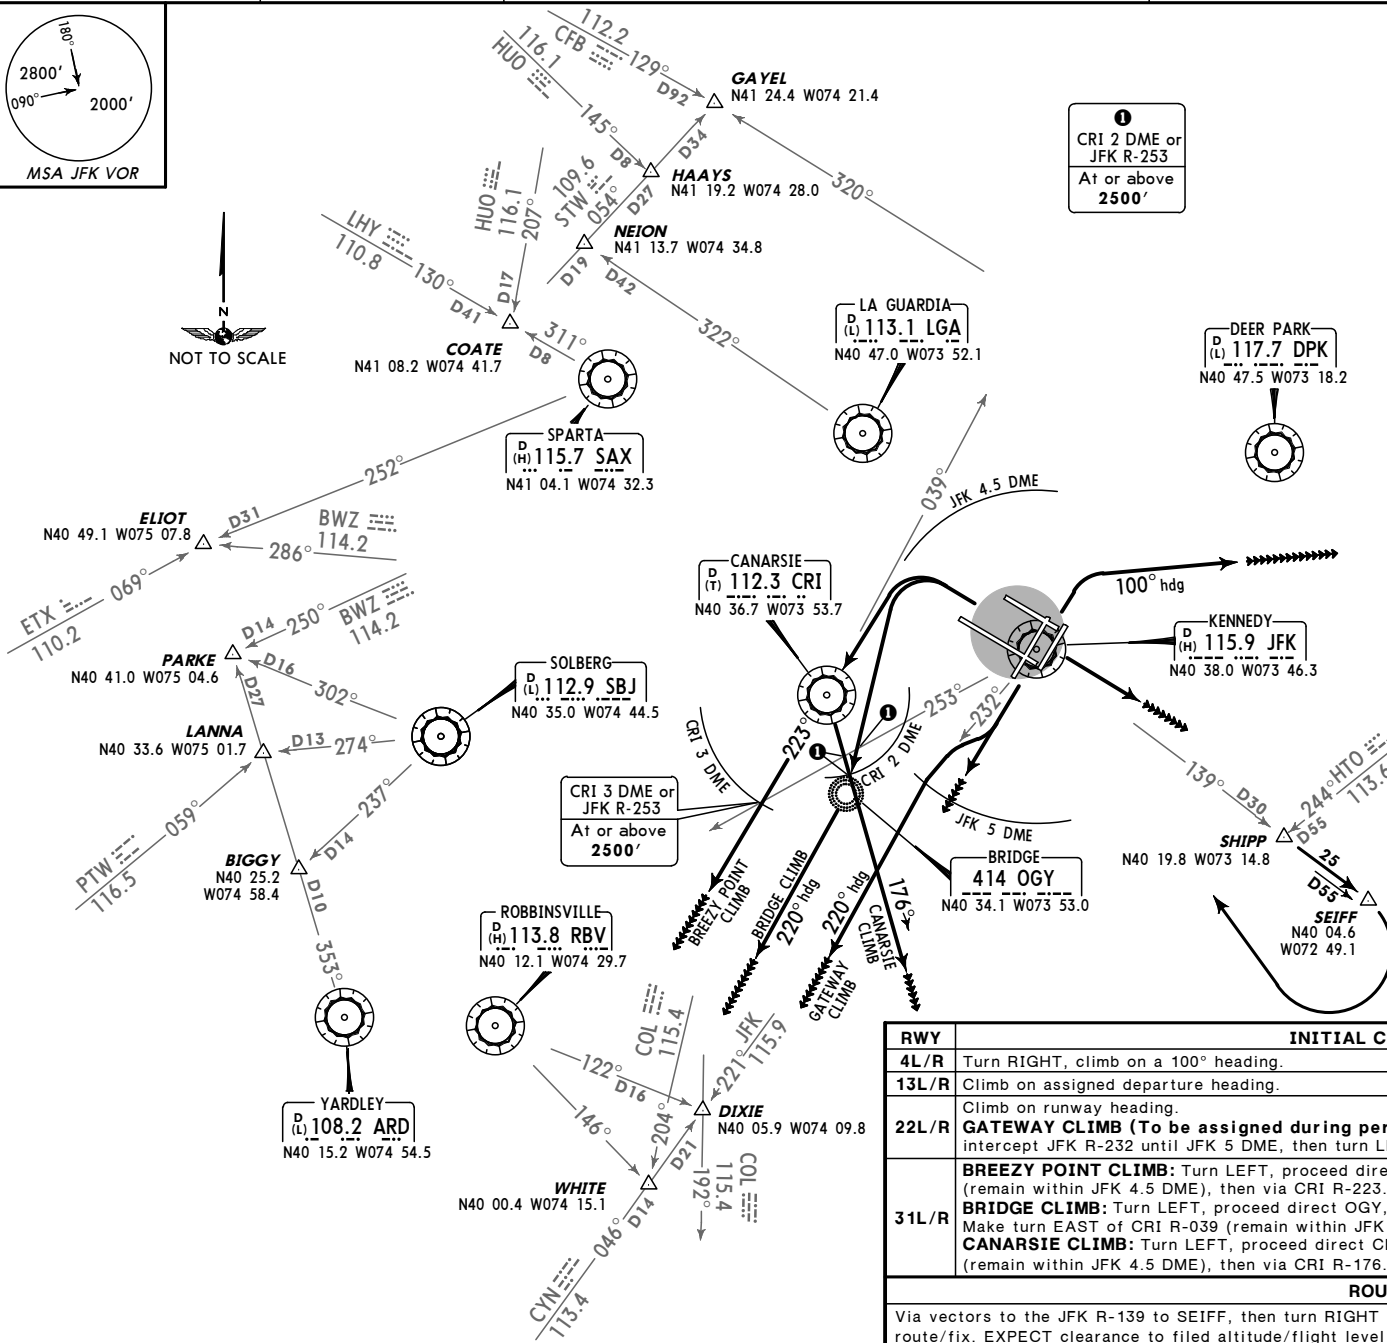 180°
2800'
090°
2000'
MSA JFK VOR
112.2
CFB
129°
D92
116.1
HUO
145°
D8
GAYEL
N41 24.4 W074 21.4
D34
HAAYS
N41 19.2 W074 28.0
D27
109.6
STW
054°
NEION
N41 13.7 W074 34.8
D19
D42
320°
322°
1
CRI 2 DME or
JFK R-253
At or above
2500'
HUO
116.1
207°
D17
LHY
110.8
130°
D41
COATE
N41 08.2 W074 41.7
311°
D8
N
NOT TO SCALE
LA GUARDIA
D
(L) 113.1 LGA
N40 47.0 W073 52.1
DEER PARK
D
(L) 117.7 DPK
N40 47.5 W073 18.2
SPARTA
D
(H) 115.7 SAX
N41 04.1 W074 32.3
252°
D31
ELIOT
N40 49.1 W075 07.8
BWZ
114.2
286°
ETX
110.2
069°
250°
D14
BWZ
114.2
PARKE
N40 41.0 W075 04.6
D16
302°
D27
LANNA
N40 33.6 W075 01.7
D13
274°
SOLBERG
D
(L) 112.9 SBJ
N40 35.0 W074 44.5
237°
D14
PTW
116.5
059°
BIGGY
N40 25.2
W074 58.4
D10
353°
YARDLEY
D
(L) 108.2 ARD
N40 15.2 W074 54.5
ROBBINSVILLE
D
(H) 113.8 RBV
N40 12.1 W074 29.7
039°
JFK 4.5 DME
CANARSIE
D
(T) 112.3 CRI
N40 36.7 W073 53.7
100° hdg
KENNEDY
D
(H) 115.9 JFK
N40 38.0 W073 46.3
253°
232°
CRI 3 DME
223°
1
1
CRI 2 DME
CRI 3 DME or
JFK R-253
At or above
2500'
JFK 5 DME
BRIDGE
414 OGY
N40 34.1 W073 53.0
BREEZY POINT
CLIMB
BRIDGE CLIMB
220° hdg
220° hdg
GATEWAY
CLIMB
176°
CANARSIE
CLIMB
139°
D30
244°
HTO
113.6
D55
SHIPP
N40 19.8 W073 14.8
25
D55
SEIFF
N40 04.6
W072 49.1
COL
115.4
204°
122°
D16
146°
221°
JFK
115.9
DIXIE
N40 05.9 W074 09.8
D21
WHITE
N40 00.4 W074 15.1
D14
046°
CYN
113.4
COL
115.4
192°
RWY INITIAL C
4L/R Turn RIGHT, climb on a 100° heading.
13L/R Climb on assigned departure heading.
22L/R Climb on runway heading.
GATEWAY CLIMB (To be assigned during per
intercept JFK R-232 until JFK 5 DME, then turn L
31L/R BREEZY POINT CLIMB: Turn LEFT, proceed dire
(remain within JFK 4.5 DME), then via CRI R-223.
BRIDGE CLIMB: Turn LEFT, proceed direct OGY,
Make turn EAST of CRI R-039 (remain within JFK
CANARSIE CLIMB: Turn LEFT, proceed direct C
(remain within JFK 4.5 DME), then via CRI R-176.
ROU
Via vectors to the JFK R-139 to SEIFF, then turn RIGHT
route/fix. EXPECT clearance to filed altitude/flight level